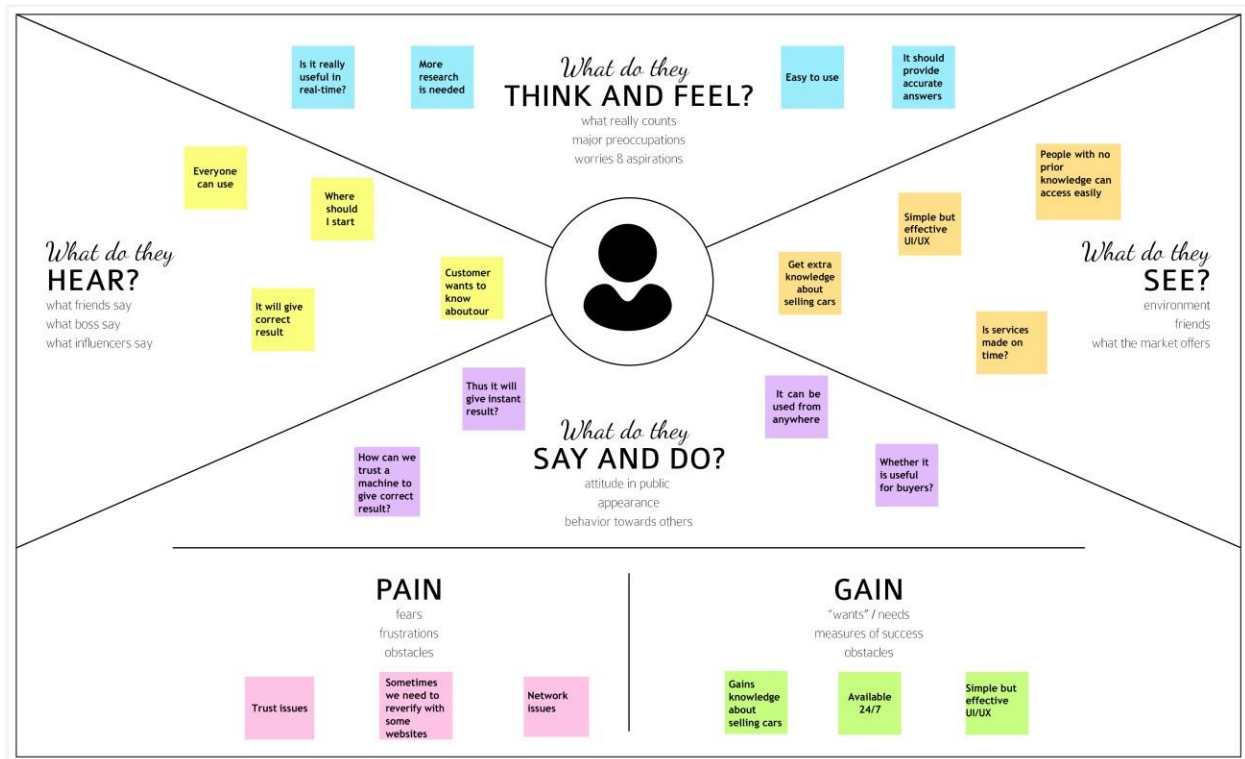 Is it really
useful in
real-time?
More
research
is needed
What do they
THINK AND FEEL?
what really counts
major preoccupations
worries & aspirations
Easy to use
It should
provide
accurate
answers
Everyone
can use
Where
should
I start
What do they
HEAR?
what friends say
what boss say
what influencers say
It will give
correct
result
Customer
wants to
know
aboutour
People with no
prior
knowledge can
access easily
Simple but
effective
UI/UX
Get extra
knowledge
about
selling cars
What do they
SEE?
environment
friends
what the market offers
Is services
made on
time?
Thus it will
give instant
result?
How can we
trust a
machine to
give correct
result?
What do they
SAY AND DO?
attitude in public
appearance
behavior towards others
It can be
used from
anywhere
Whether it
is useful
for buyers?
PAIN
fears
frustrations
obstacles
Trust issues
Sometimes
we need to
reverify with
some
websites
Network
issues
GAIN
"wants" / needs
measures of success
obstacles
Gains
knowledge
about
selling cars
Available
24/7
Simple but
effective
UI/UX